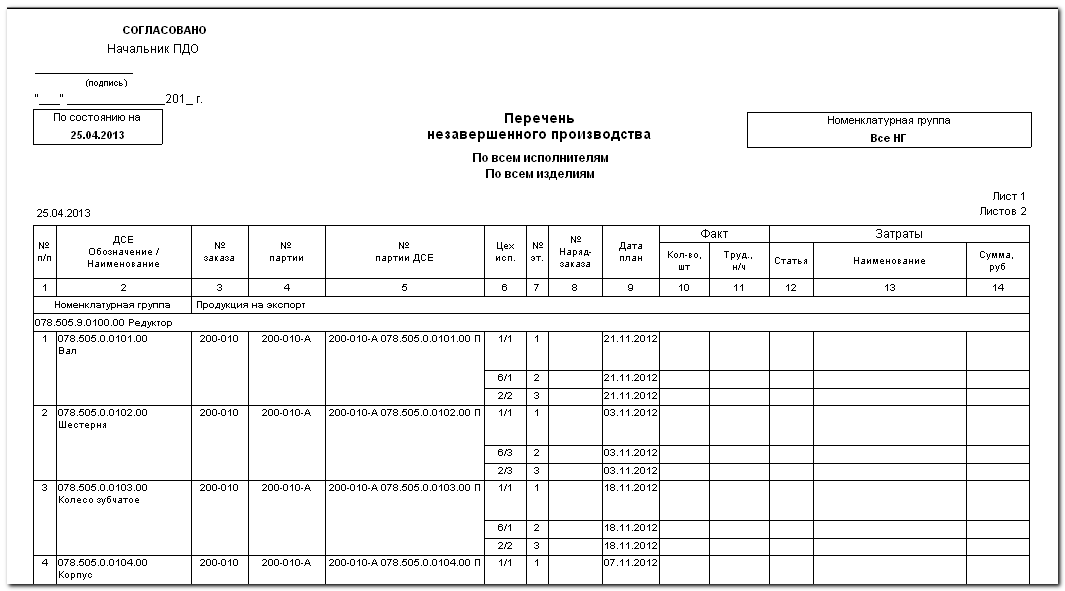 СОГЛАСОВАНО
Начальник ПДО
(подпись)
"___" _______________201_ г.
По состоянию на
25.04.2013
Перечень
незавершенного производства
По всем исполнителям
По всем изделиям
Номенклатурная группа
Все НГ
Лист 1
Листов 2
25.04.2013
№ п/п ДСЕ Обозначение / Наименование № заказа № партии № партии ДСЕ Цех исп. № эт. № Наряд-заказа Дата план Факт Кол-во, шт Труд., н/ч Затраты Статья Наименование Сумма, руб
1 2 3 4 5 6 7 8 9 10 11 12 13 14
Номенклатурная группа Продукция на экспорт
078.505.9.0100.00 Редуктор
1 078.505.0.0101.00 200-010 200-010-А 200-010-А 078.505.0.0101.00 П 1/1 1 21.11.2012
Вал
6/1 2 21.11.2012
2/2 3 21.11.2012
2 078.505.0.0102.00 200-010 200-010-А 200-010-А 078.505.0.0102.00 П 1/1 1 03.11.2012
Шестерня
6/3 2 03.11.2012
2/3 3 03.11.2012
3 078.505.0.0103.00 200-010 200-010-А 200-010-А 078.505.0.0103.00 П 1/1 1 18.11.2012
Колесо зубчатое
6/1 2 18.11.2012
2/2 3 18.11.2012
4 078.505.0.0104.00 200-010 200-010-А 200-010-А 078.505.0.0104.00 П 1/1 1 07.11.2012
Корпус